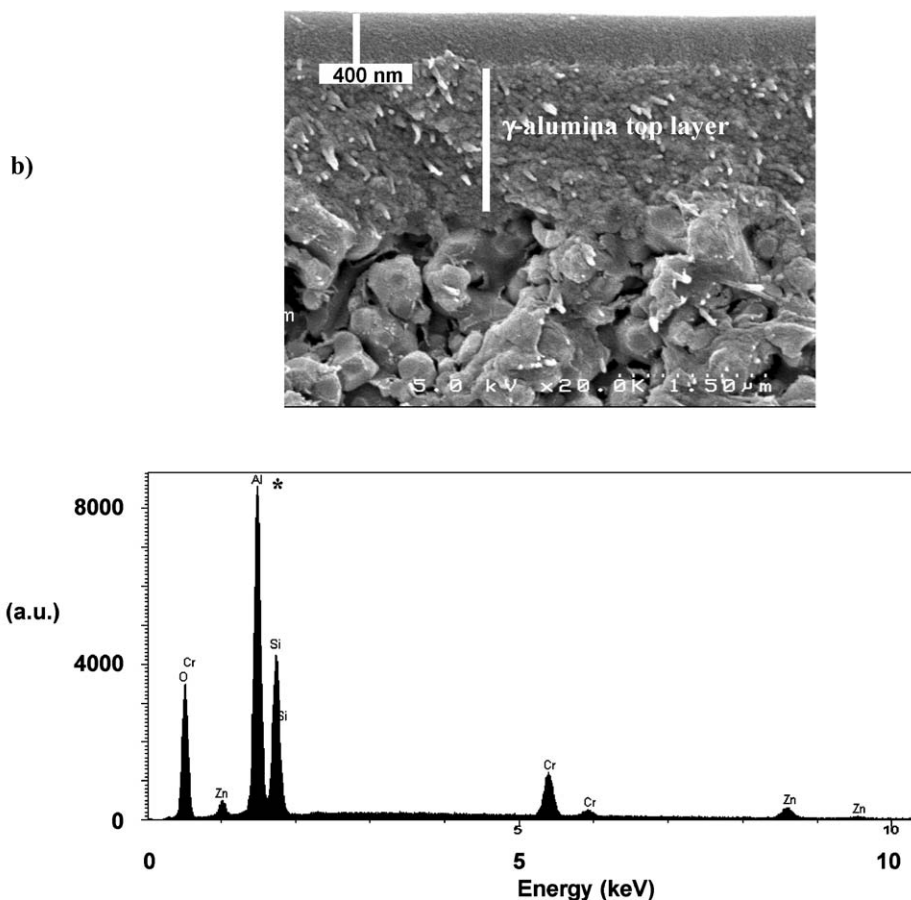 400 nm
γ-alumina top layer
b)
m
5.0 kV x20.0K 1.50μm
Al *
8000
(a.u.)
Si
4000
Cr
O
Si
Cr
Zn
Cr
Zn
Zn
5
10
0
0
5
10
Energy (keV)